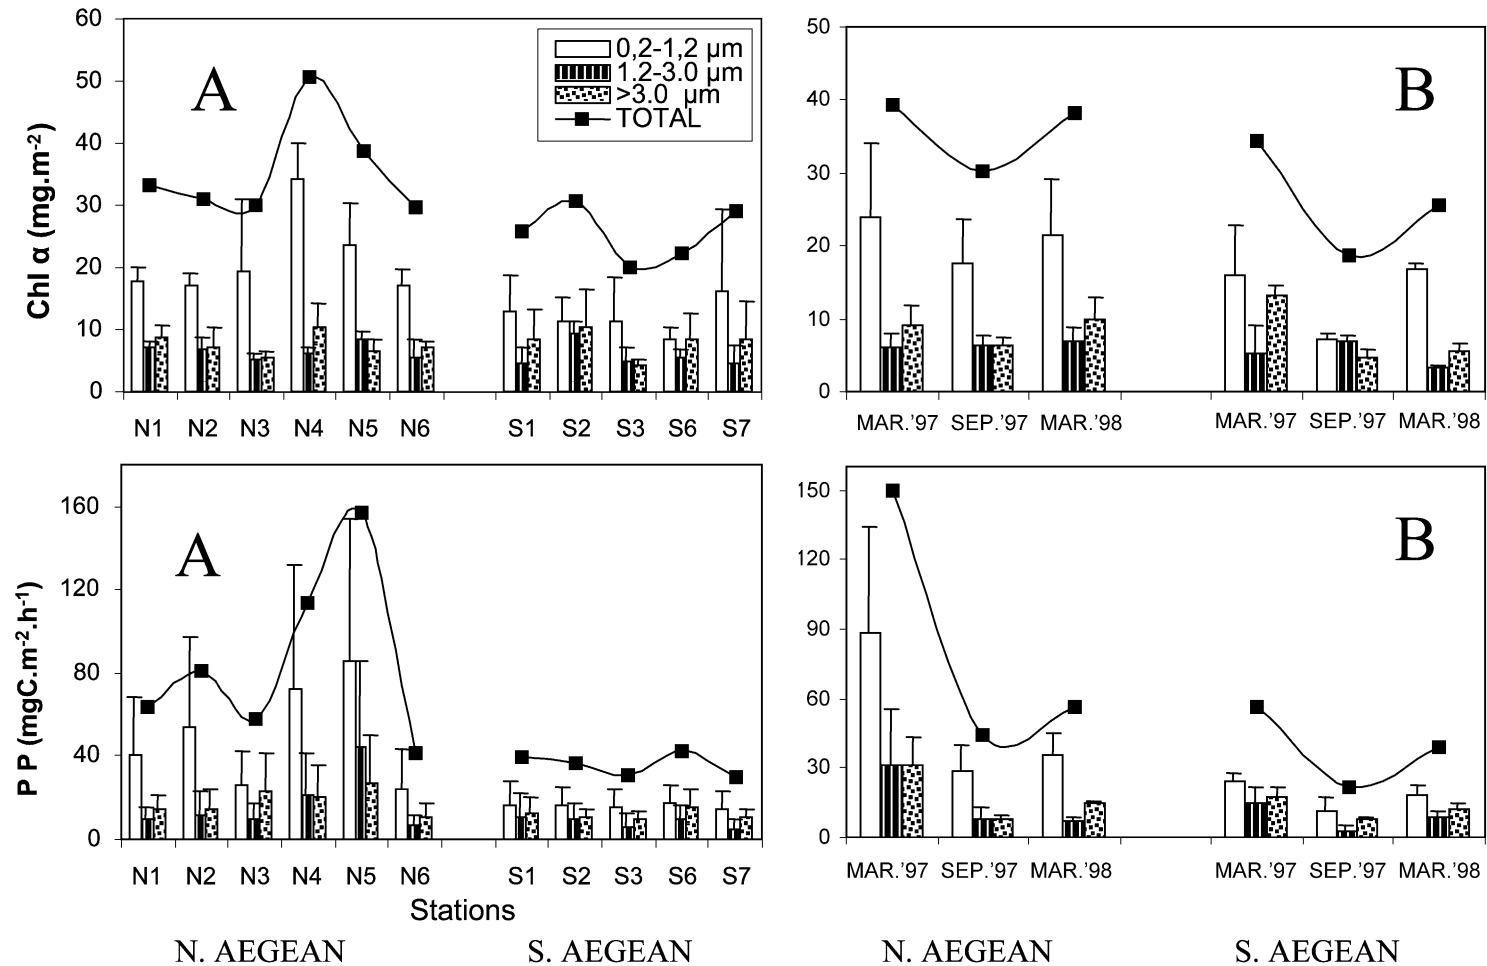 60
50
40
30
20
10
0
Chl α (mg.m-2)
A
0,2–1,2 µm
1.2–3.0 µm
>3.0 µm
TOTAL
N1 N2 N3 N4 N5 N6 S1 S2 S3 S6 S7
50
40
30
20
10
0
B
MAR.'97 SEP.'97 MAR.'98 MAR.'97 SEP.'97 MAR.'98
160
120
80
40
0
P P (mgC.m-2.h-1)
A
N1 N2 N3 N4 N5 N6 S1 S2 S3 S6 S7
Stations
N. AEGEAN S. AEGEAN
150
120
90
60
30
0
B
MAR.'97 SEP.'97 MAR.'98 MAR.'97 SEP.'97 MAR.'98
N. AEGEAN S. AEGEAN